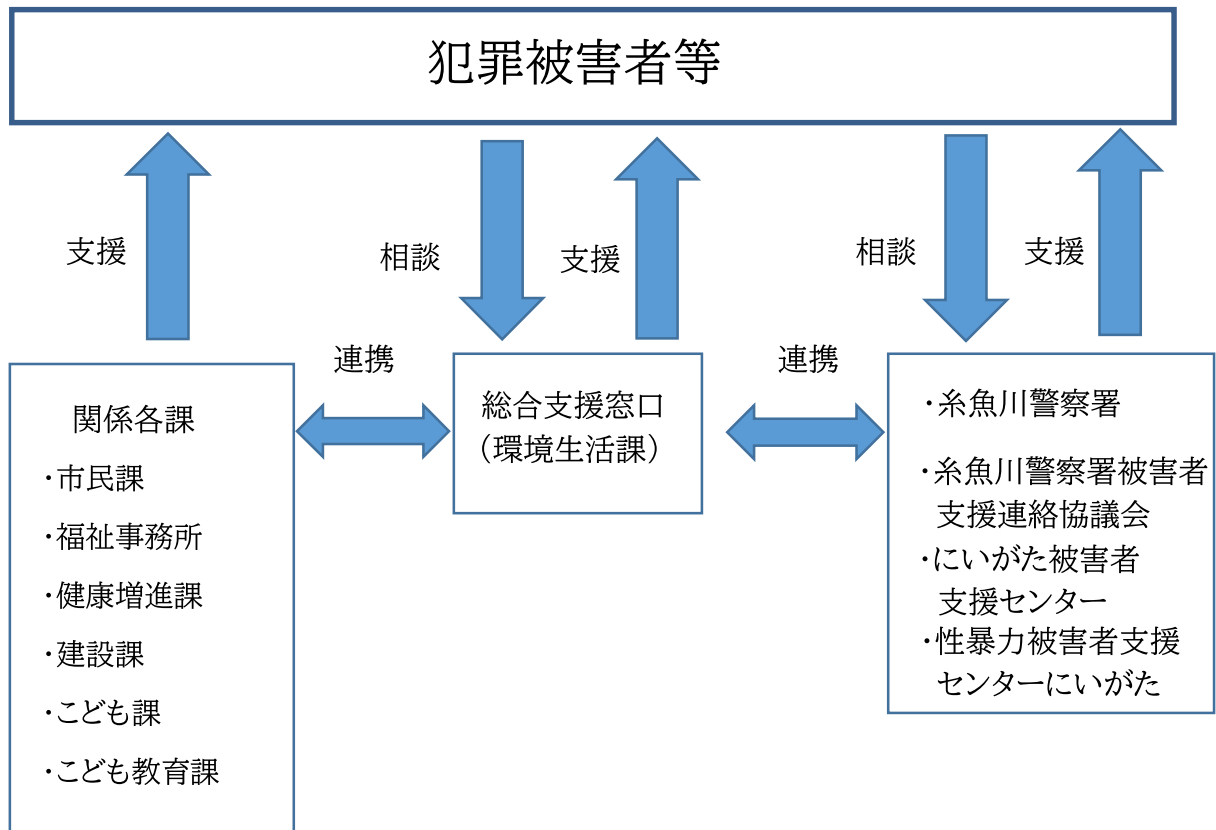 犯罪被害者等
支援
相談
支援
相談
支援
連携
連携
関係各課
・市民課
・福祉事務所
・健康増進課
・建設課
・こども課
・こども教育課
総合支援窓口
（環境生活課）
・糸魚川警察署
・糸魚川警察署被害者
支援連絡協議会
・にいがた被害者
支援センター
・性暴力被害者支援
センターにいがた